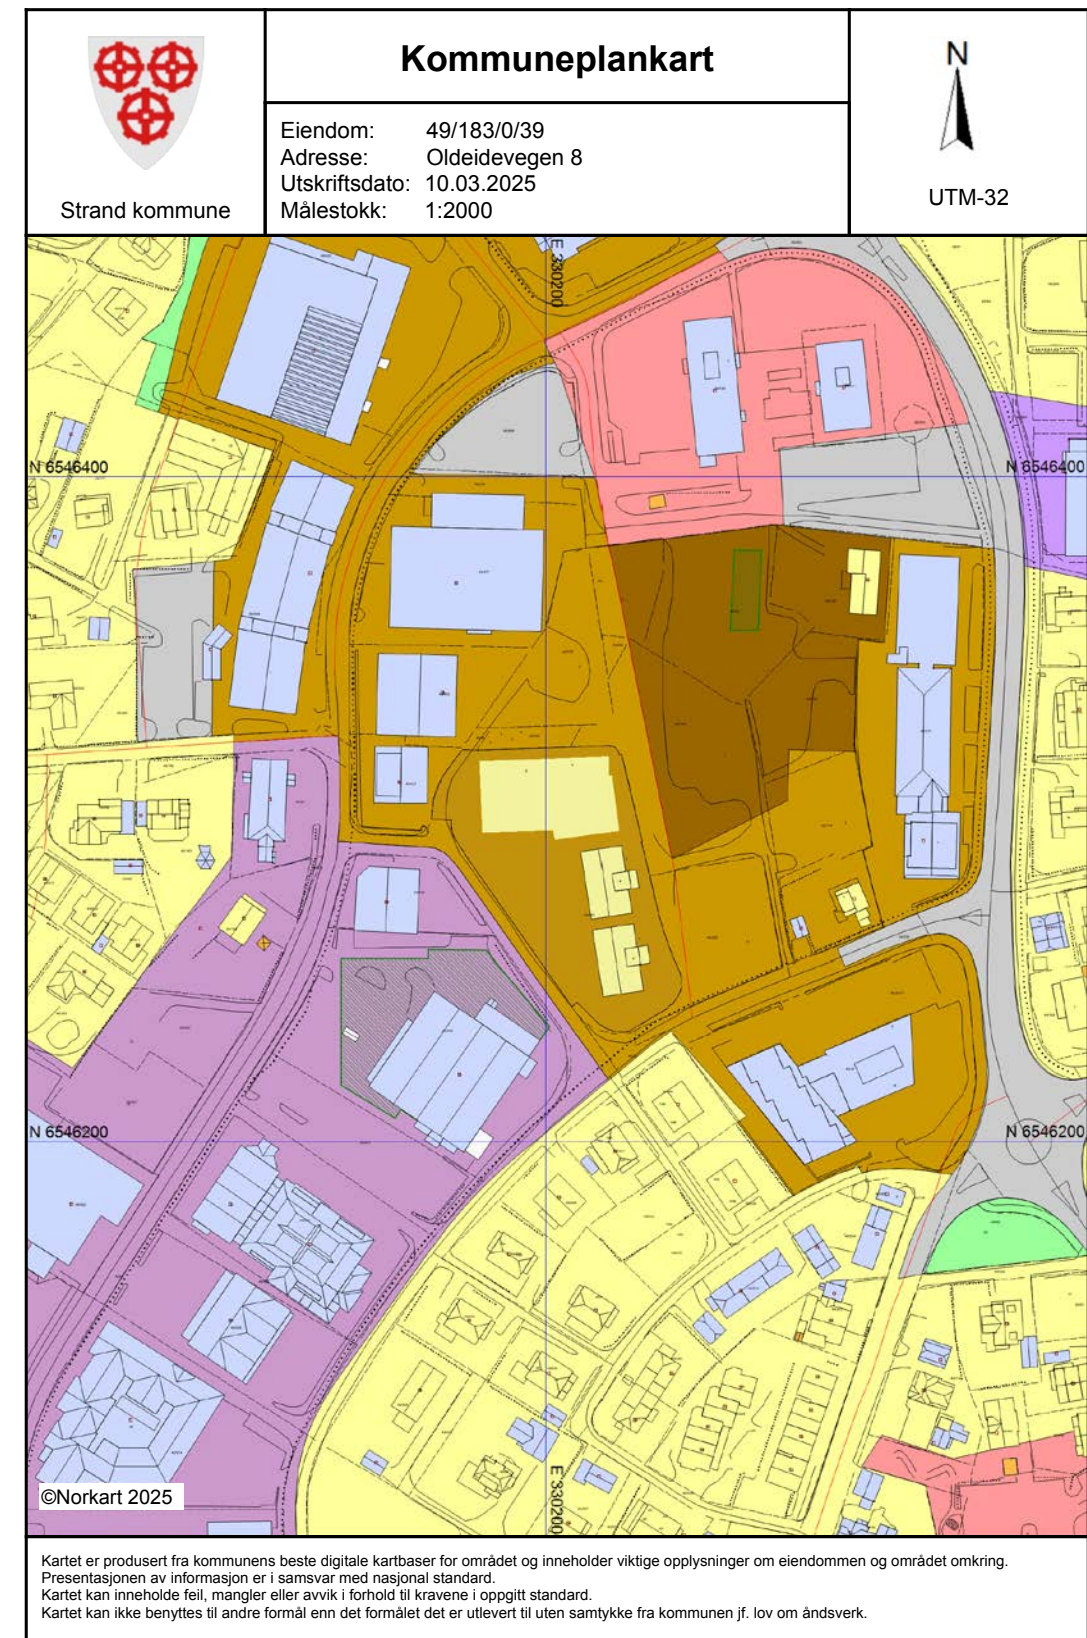 Kommuneplankart
N
Eiendom: 49/183/0/39
Adresse: Oldeidevegen 8
Utskriftsdato: 10.03.2025
Målestokk: 1:2000
Strand kommune
UTM-32
E 330200
N 6546400
N 6546400
N 6546200
N 6546200
E 330200
©Norkart 2025
Kartet er produsert fra kommunens beste digitale kartbaser for området og inneholder viktige opplysninger om eiendommen og området omkring.
Presentasjonen av informasjon er i samsvar med nasjonal standard.
Kartet kan inneholde feil, mangler eller avvik i forhold til kravene i oppgitt standard.
Kartet kan ikke benyttes til andre formål enn det formålet det er utlevert til uten samtykke fra kommunen jf. lov om åndsverk.